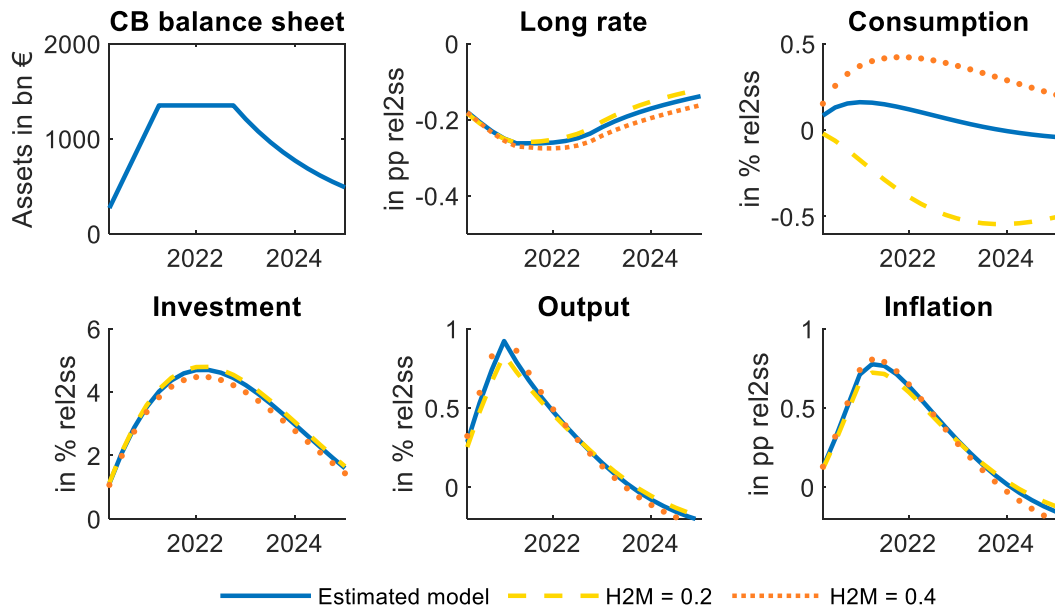 CB balance sheet
Long rate
Consumption
Assets in bn €
2000
1000
0
2022
2024
in pp rel2ss
0
-0.2
-0.4
2022
2024
in % rel2ss
0.5
0
-0.5
2022
2024
Investment
Output
Inflation
in % rel2ss
6
4
2
0
2022
2024
in % rel2ss
1
0.5
0
2022
2024
in pp rel2ss
1
0.5
0
2022
2024
Estimated model
H2M = 0.2
H2M = 0.4